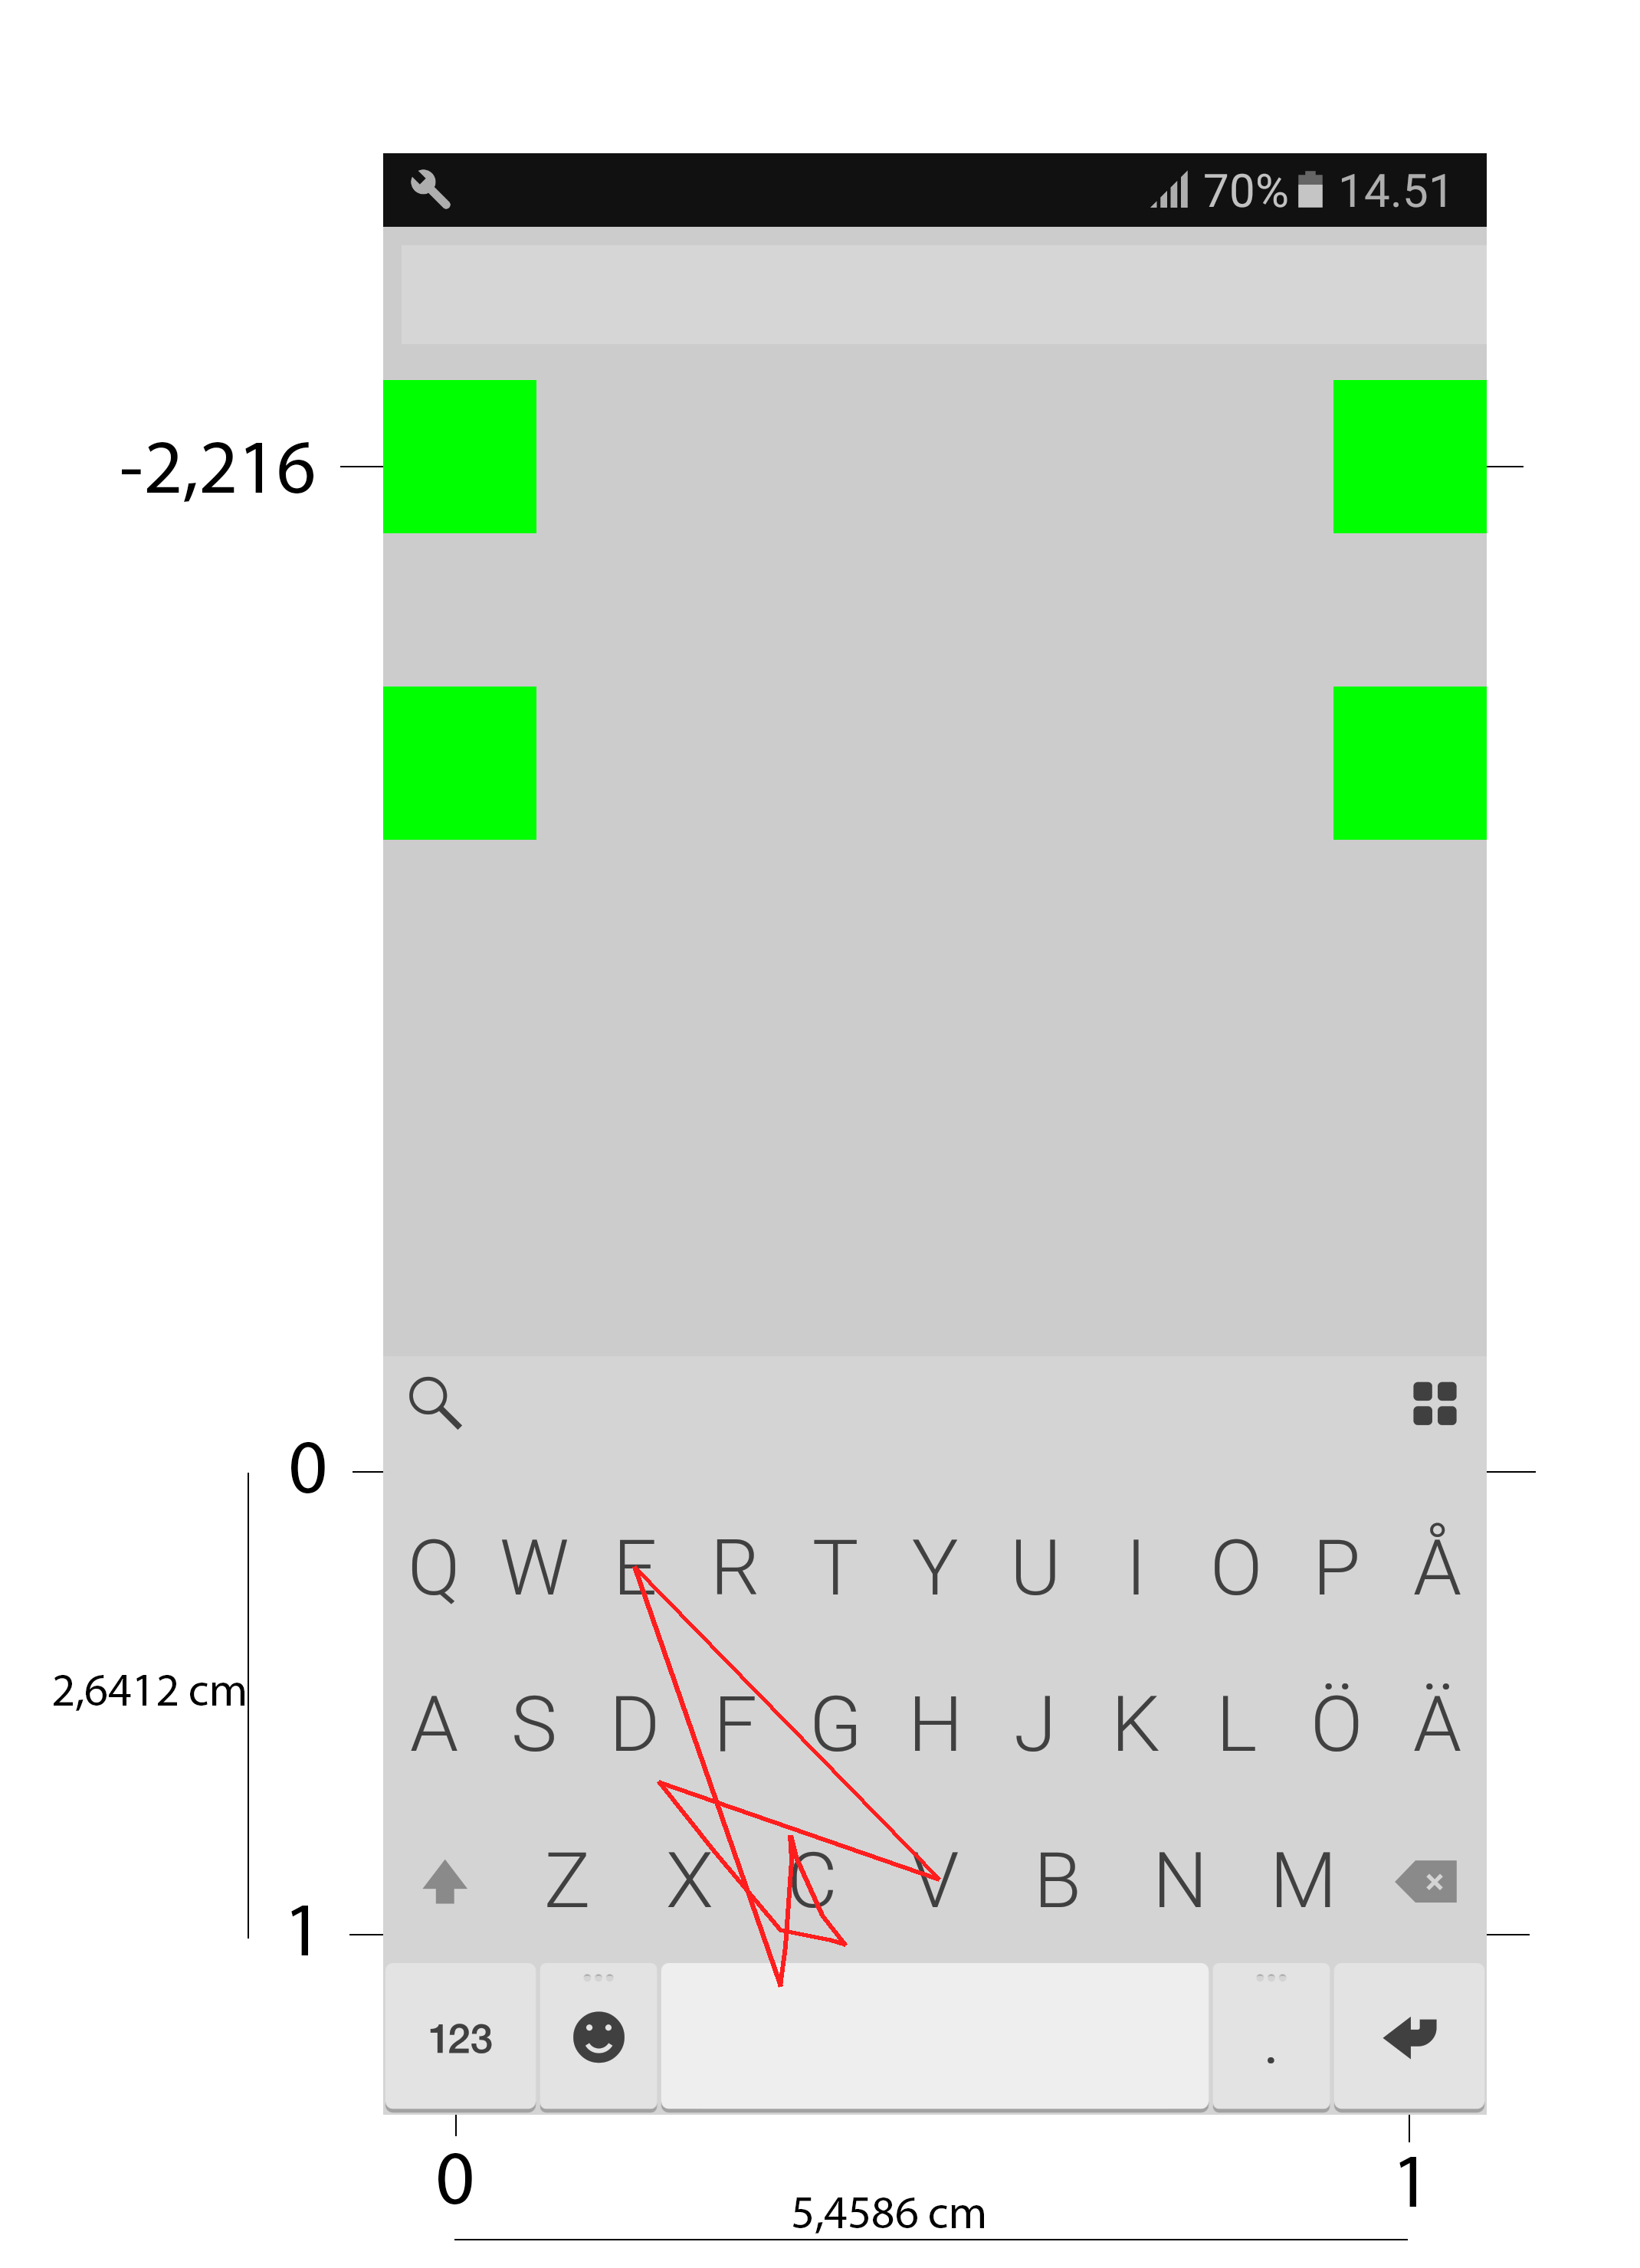 70% 14.51
-2,216
0
Q W E R T Y U I O P Å
2,6412 cm
A S D F G H J K L Ö Ä
Z X C V B N M
1
123 .
0 1
5,4586 cm